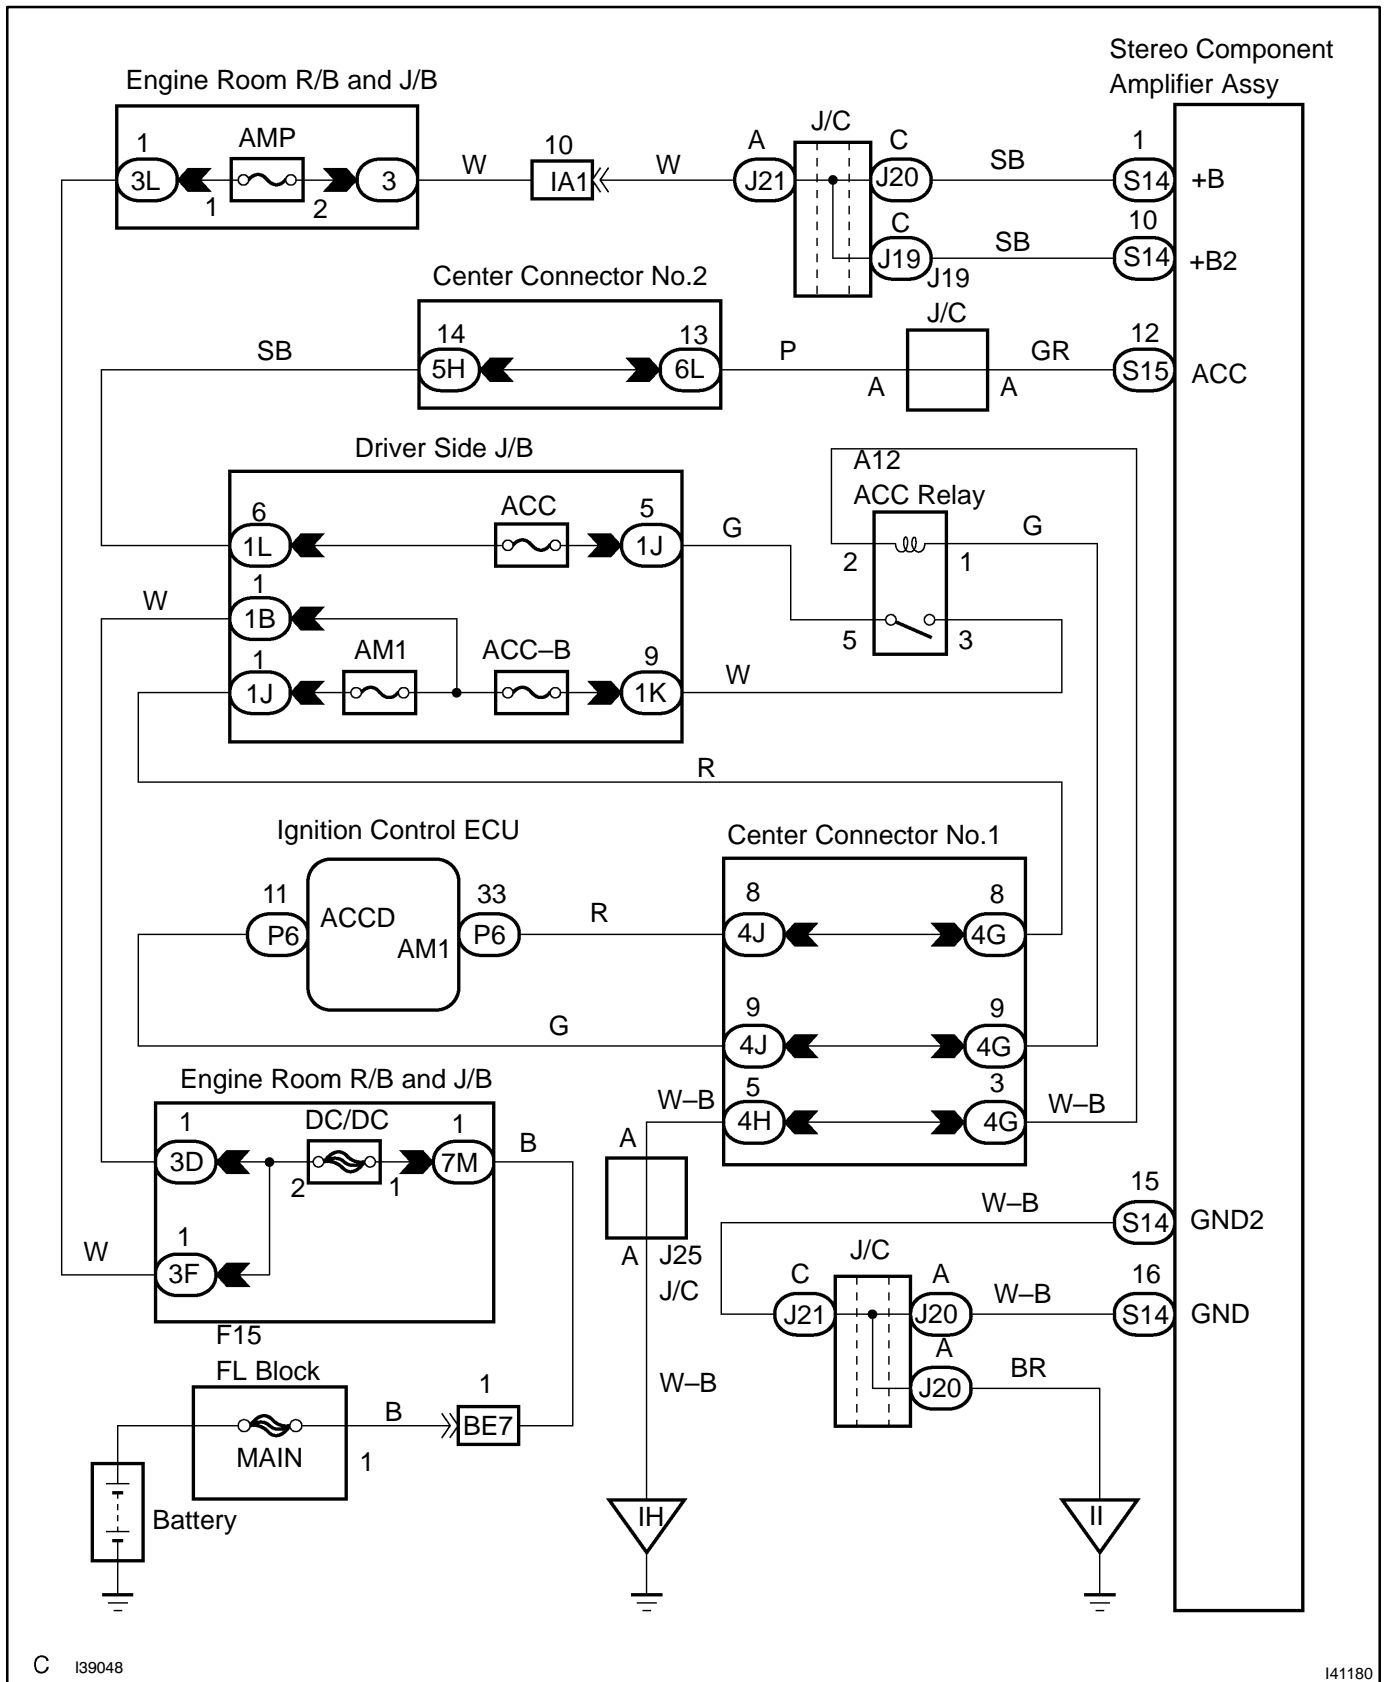 Stereo Component
Amplifier Assy
Engine Room R/B and J/B
1
AMP
3L
1
2
3
W
10
IA1
W
A
J21
J/C
C
J20
SB
1
S14
+B
C
J19
J19
SB
10
S14
+B2
Center Connector No.2
SB
14
5H
13
6L
P
J/C
A
A
GR
12
S15
ACC
Driver Side J/B
6
1L
ACC
5
1J
G
A12
ACC Relay
2
1
G
5
3
W
1
1B
1
1J
AM1
ACC–B
9
1K
W
R
Ignition Control ECU
11
P6
ACCD
AM1
33
P6
R
Center Connector No.1
8
4J
8
4G
G
9
4J
9
4G
W–B
5
4H
3
4G
W–B
Engine Room R/B and J/B
1
3D
DC/DC
2
1
1
7M
B
W
1
3F
A
A
J25
J/C
W–B
IH
W–B
15
S14
GND2
J/C
C
J21
A
J20
W–B
16
S14
GND
A
J20
BR
II
F15
FL Block
MAIN
1
B
1
BE7
Battery
C
I39048
I41180